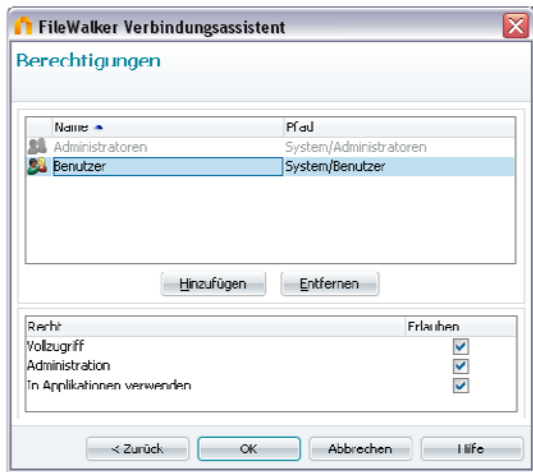 FileWalker Verbindungsassistent
Berechtigungen
Name Pfad
Administratoren System/Administratoren
Benutzer System/Benutzer
Hinzufügen Entfernen
Recht Erlauben
Vollzugriff
Administration
In Applikationen verwenden
< Zurück OK Abbrechen Hilfe